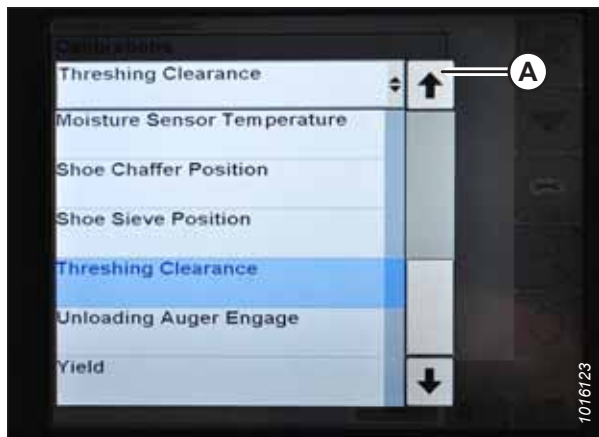 Calibrations
Threshing Clearance
A
Moisture Sensor Temperature
Shoe Chaffer Position
Shoe Sieve Position
Threshing Clearance
Unloading Auger Engage
Yield
1016123